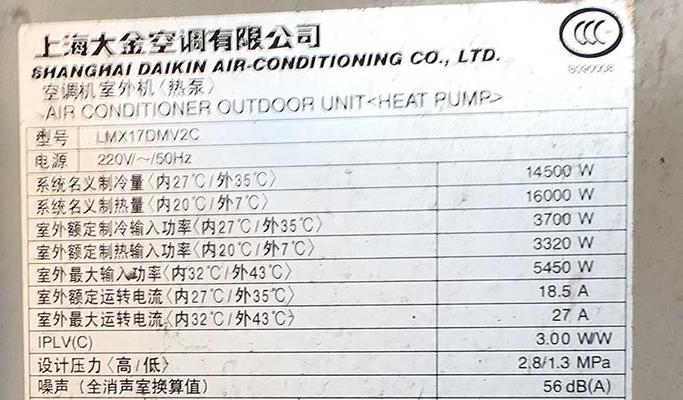 上海大金空调有限公司
SHANGHAI DAIKIN AIR-CONDITIONING CO., LTD.
空调机室外机〈热泵〉
AIR CONDITIONER OUTDOOR UNIT<HEAT PUMP>
型号 LMX17DMV2C
电源 220V/～/50Hz
系统名义制冷量〈内27℃/外35℃〉 14500 W
系统名义制热量〈内20℃/外7℃〉 16000 W
室外额定制冷输入功率〈内27℃/外35℃〉 3700 W
室外额定制热输入功率〈内20℃/外7℃〉 3320 W
室外最大输入功率〈内32℃/外43℃〉 5450 W
室外额定运转电流〈内27℃/外35℃〉 18.5 A
室外最大运转电流〈内32℃/外43℃〉 27 A
IPLV(C) 3.00 W/W
设计压力〈高/低〉 2.8/1.3 MPa
噪声（全消声室换算值） 56 dB(A)